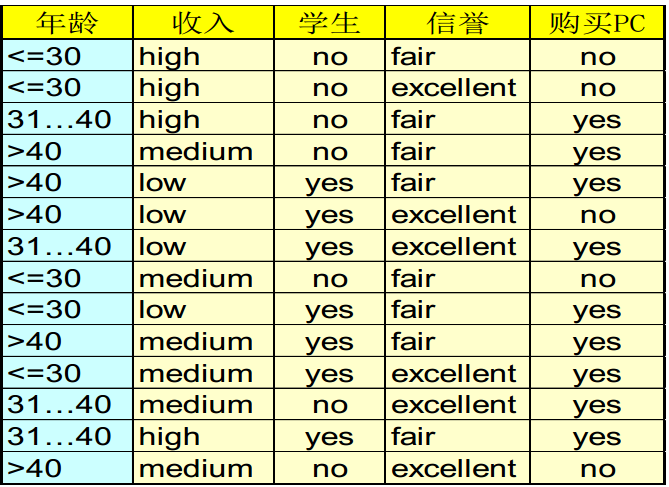 年龄 收入 学生 信誉 购买PC
<=30 high no fair no
<=30 high no excellent no
31...40 high no fair yes
>40 medium no fair yes
>40 low yes fair yes
>40 low yes excellent no
31...40 low yes excellent yes
<=30 medium no fair no
<=30 low yes fair yes
>40 medium yes fair yes
<=30 medium yes excellent yes
31...40 medium no excellent yes
31...40 high yes fair yes
>40 medium no excellent no